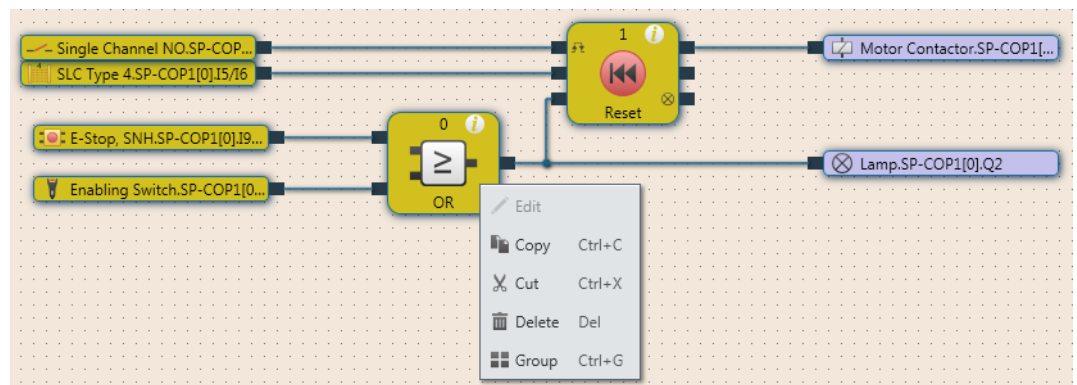 1
Single Channel NO.SP-COP...
Motor Contactor.SP-COP1[...
SLC Type 4.SP-COP1[0].I5/I6
Reset
0
E-Stop, SNH.SP-COP1[0].I9...
≥
Lamp.SP-COP1[0].Q2
Enabling Switch.SP-COP1[0...
OR
Edit
Copy Ctrl+C
Cut Ctrl+X
Delete Del
Group Ctrl+G